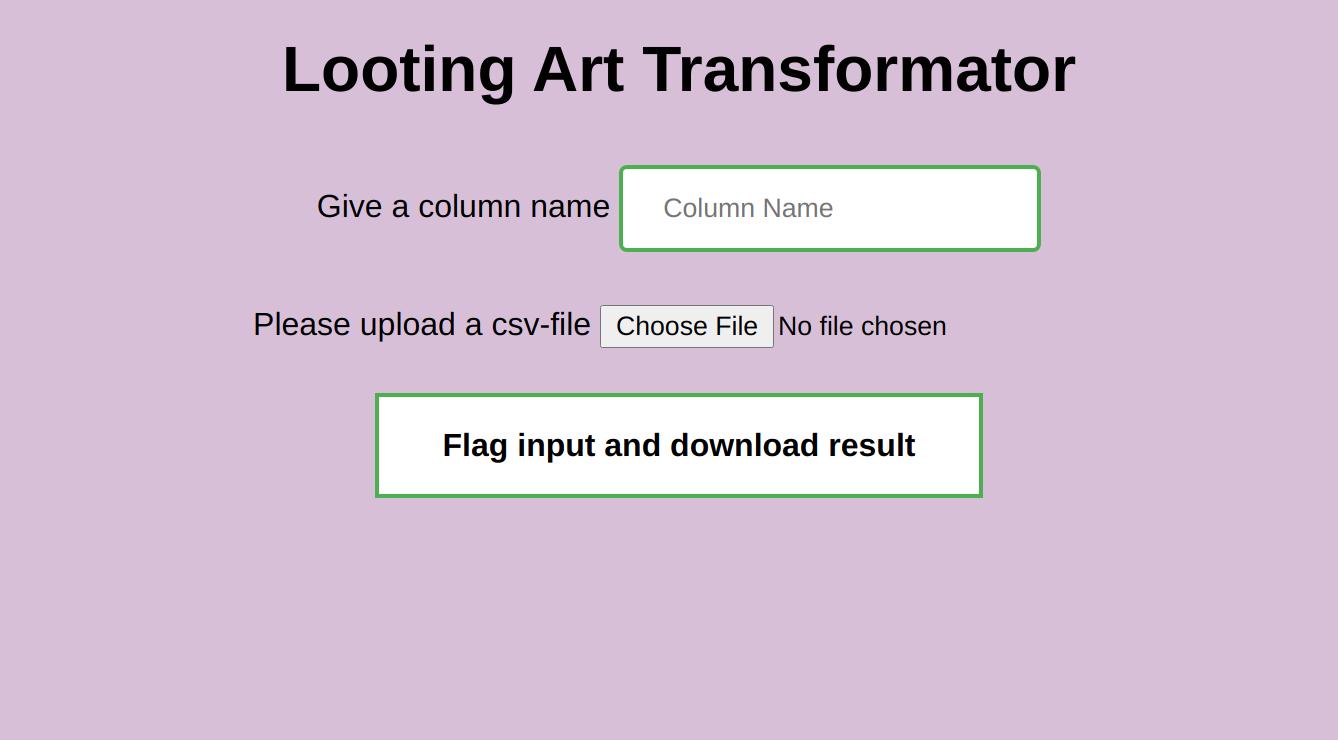 Looting Art Transformator
Give a column name Column Name
Please upload a csv-file Choose File No file chosen
Flag input and download result